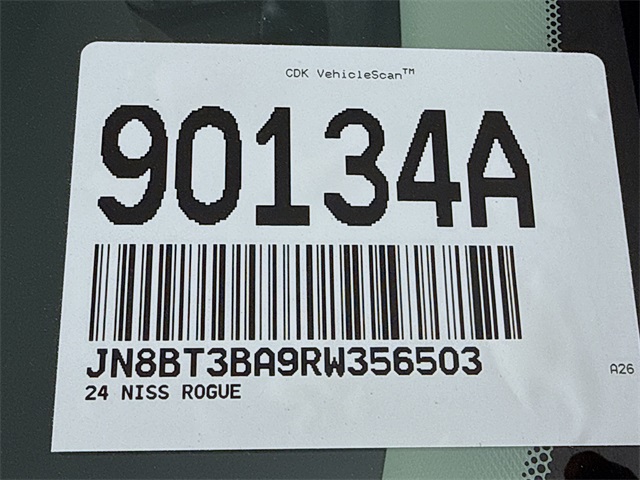 CDK VehicleScan™
90134A
JN8BT3BA9RW356503
A26
24 NISS ROGUE